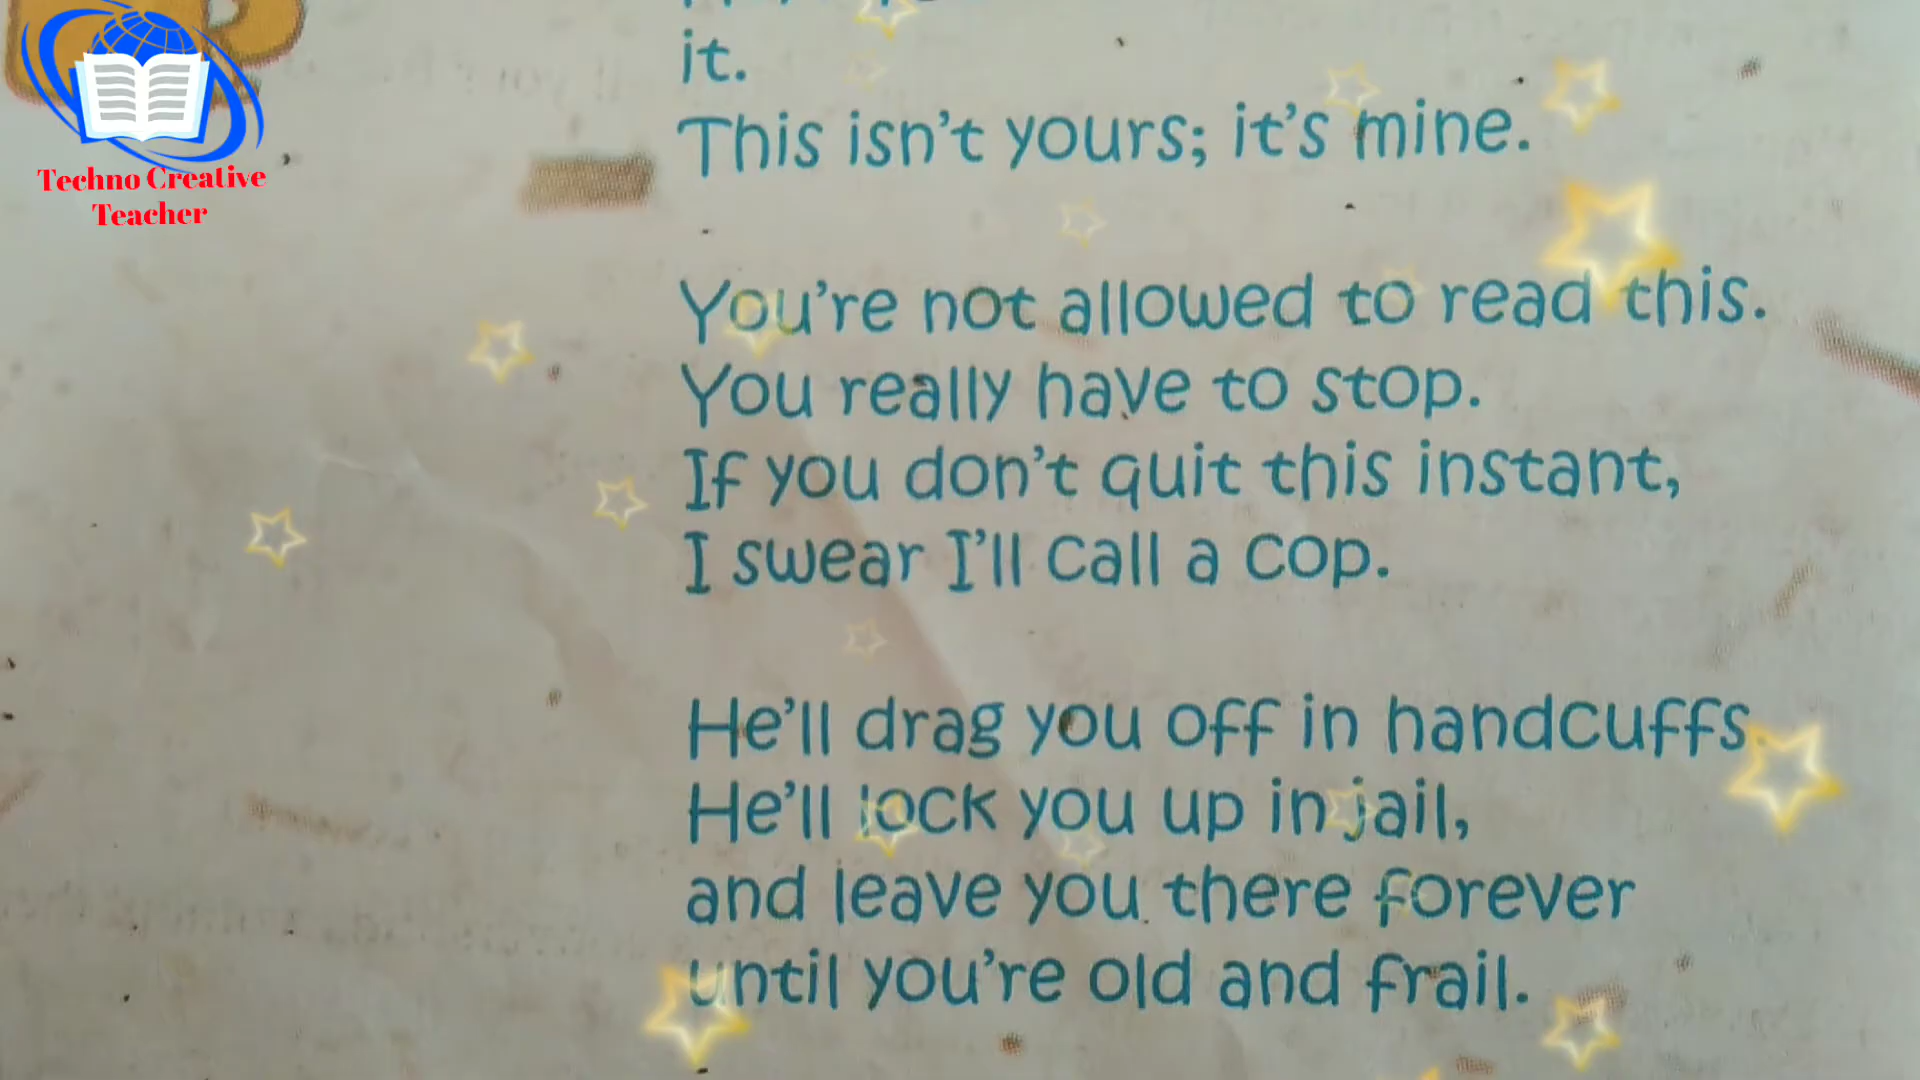 it.
This isn't yours; it's mine.
You're not allowed to read this.
You really have to stop.
If you don't quit this instant,
I swear I'll call a cop.
He'll drag you off in handcuffs.
He'll lock you up in jail,
and leave you there forever
until you're old and frail.
Techno Creative
Teacher